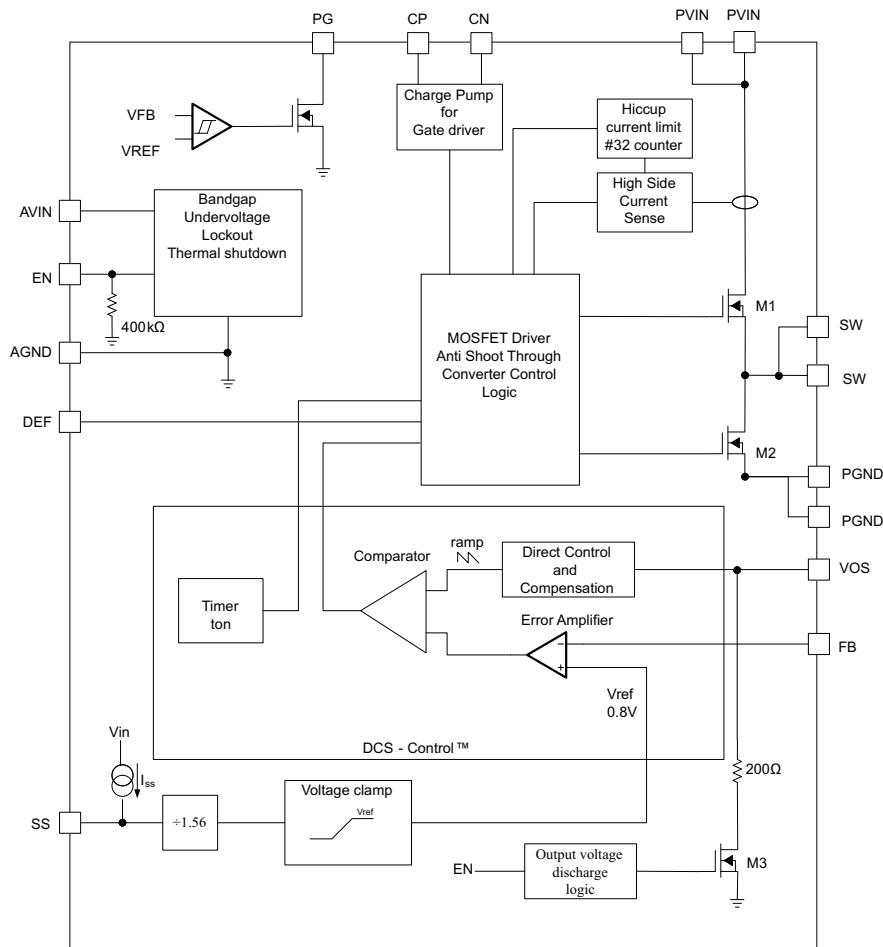 PG
CP
CN
PVIN
PVIN
VFB
VREF
Charge Pump
for
Gate driver
Hiccup
current limit
#32 counter
High Side
Current
Sense
AVIN
Bandgap
Undervoltage
Lockout
Thermal shutdown
EN
400kΩ
AGND
DEF
MOSFET Driver
Anti Shoot Through
Converter Control
Logic
M1
SW
SW
M2
PGND
PGND
Comparator
ramp
Direct Control
and
Compensation
VOS
Timer
ton
Error Amplifier
−
+
FB
Vref
0.8V
DCS - Control™
Vin
Iss
200Ω
SS
÷1.56
Voltage clamp
Vref
EN
Output voltage
discharge
logic
M3